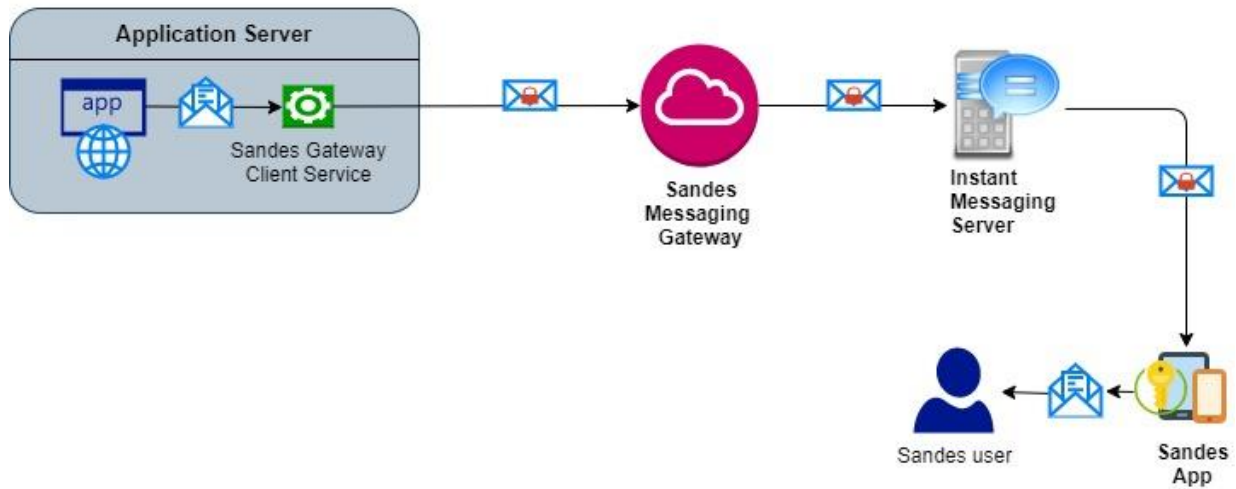 Application Server
app
Sandes Gateway
Client Service
Sandes
Messaging
Gateway
Instant
Messaging
Server
Sandes user
Sandes
App